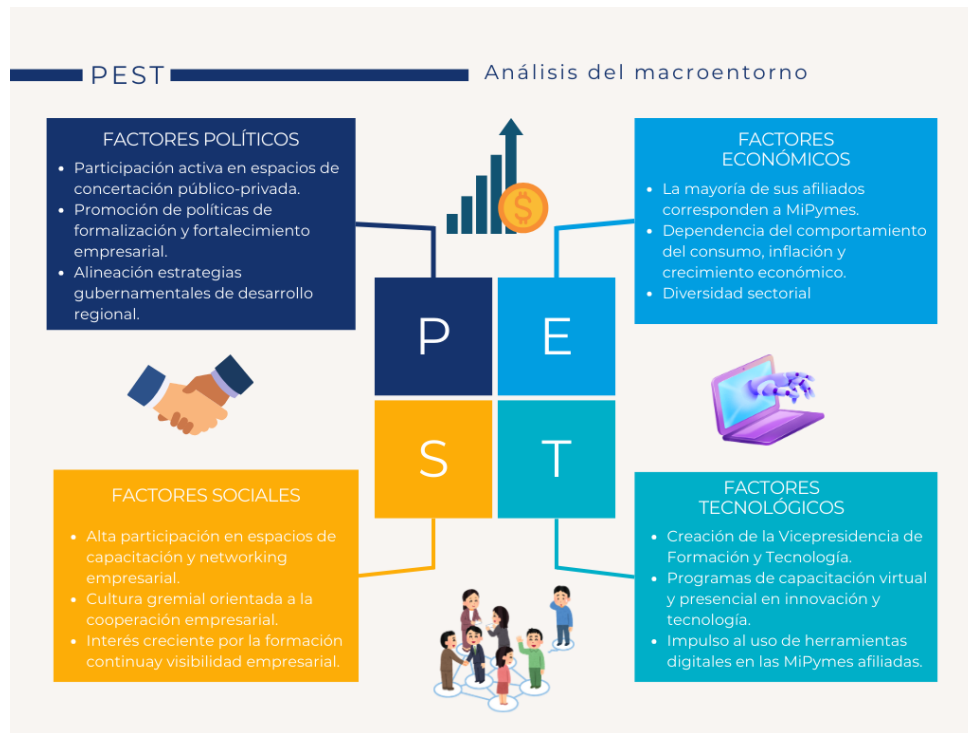 PEST
Análisis del macroentorno
FACTORES POLÍTICOS
• Participación activa en espacios de
concertación público-privada.
• Promoción de políticas de
formalización y fortalecimiento
empresarial.
• Alineación estrategias
gubernamentales de desarrollo
regional.
FACTORES
ECONÓMICOS
• La mayoría de sus afiliados
corresponden a MiPymes.
• Dependencia del comportamiento
del consumo, inflación y
crecimiento económico.
• Diversidad sectorial
$
P
E
S
T
FACTORES SOCIALES
• Alta participación en espacios de
capacitación y networking
empresarial.
• Cultura gremial orientada a la
cooperación empresarial.
• Interés creciente por la formación
continuay visibilidad empresarial.
FACTORES
TECNOLÓGICOS
• Creación de la Vicepresidencia de
Formación y Tecnología.
• Programas de capacitación virtual
y presencial en innovación y
tecnología.
• Impulso al uso de herramientas
digitales en las MiPymes afiliadas.